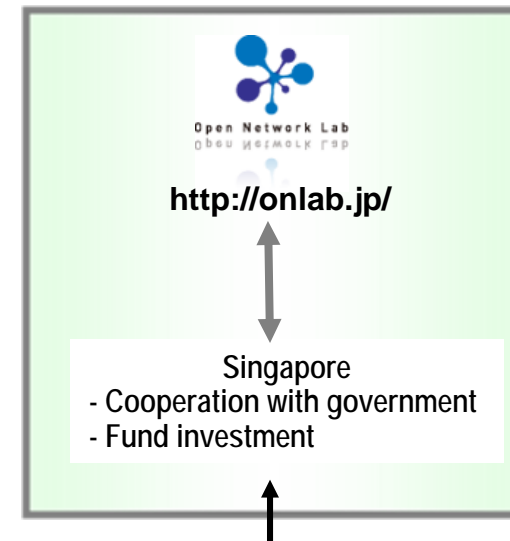 Open Network Lab
http://onlab.jp/
Singapore
- Cooperation with government
- Fund investment